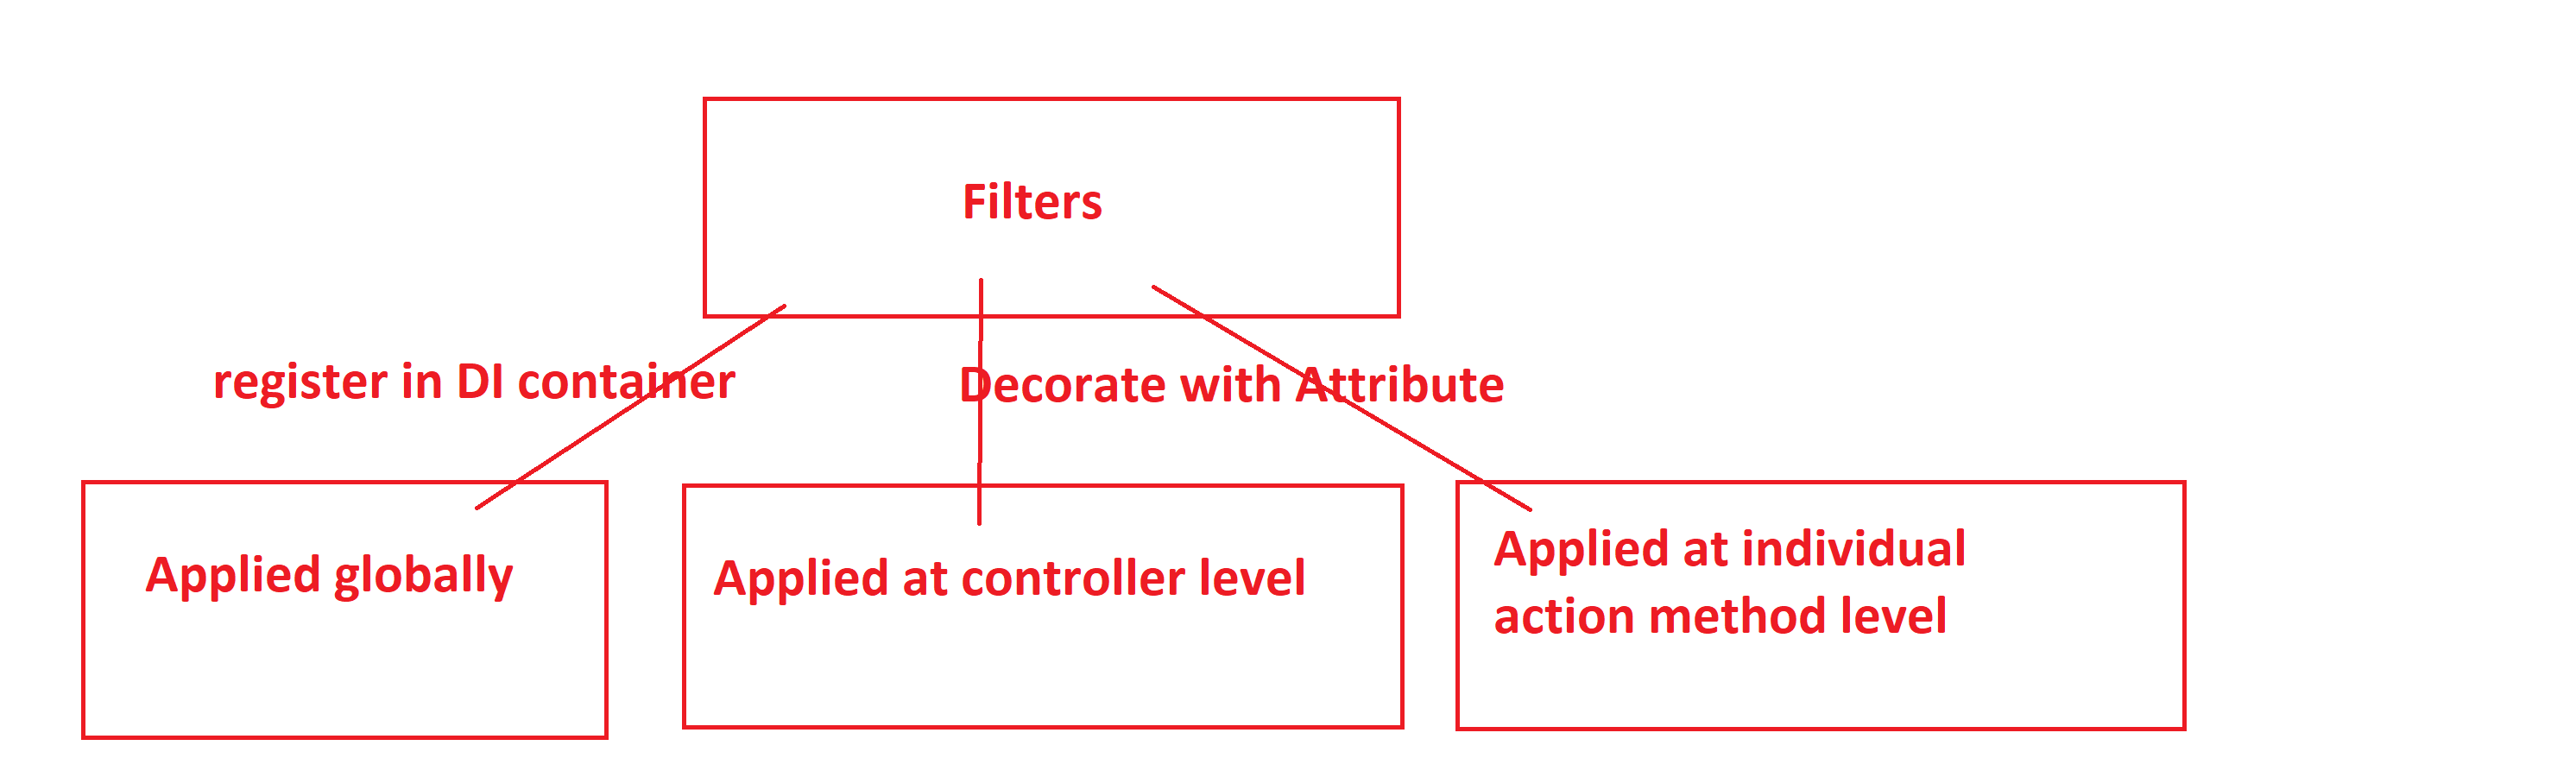 Filters
register in DI container
Decorate with Attribute
Applied globally
Applied at controller level
Applied at individual
action method level